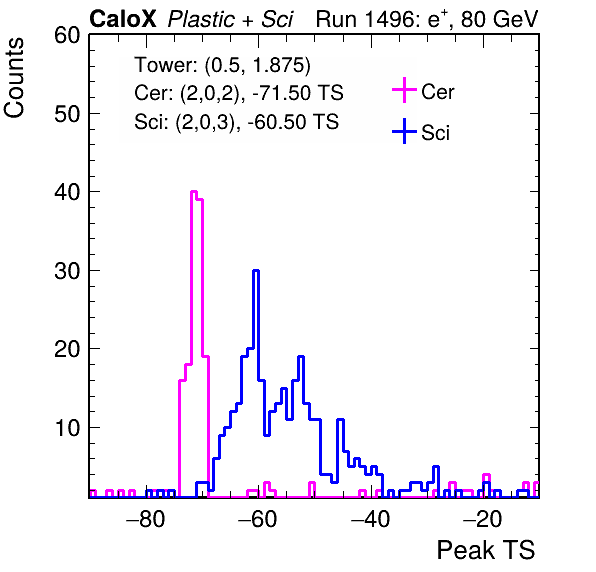 CaloX Plastic + Sci Run 1496: e⁺, 80 GeV
Counts
60
50
40
30
20
10
Tower: (0.5, 1.875)
Cer: (2,0,2), -71.50 TS
Sci: (2,0,3), -60.50 TS
Cer
Sci
−80 −60 −40 −20
Peak TS